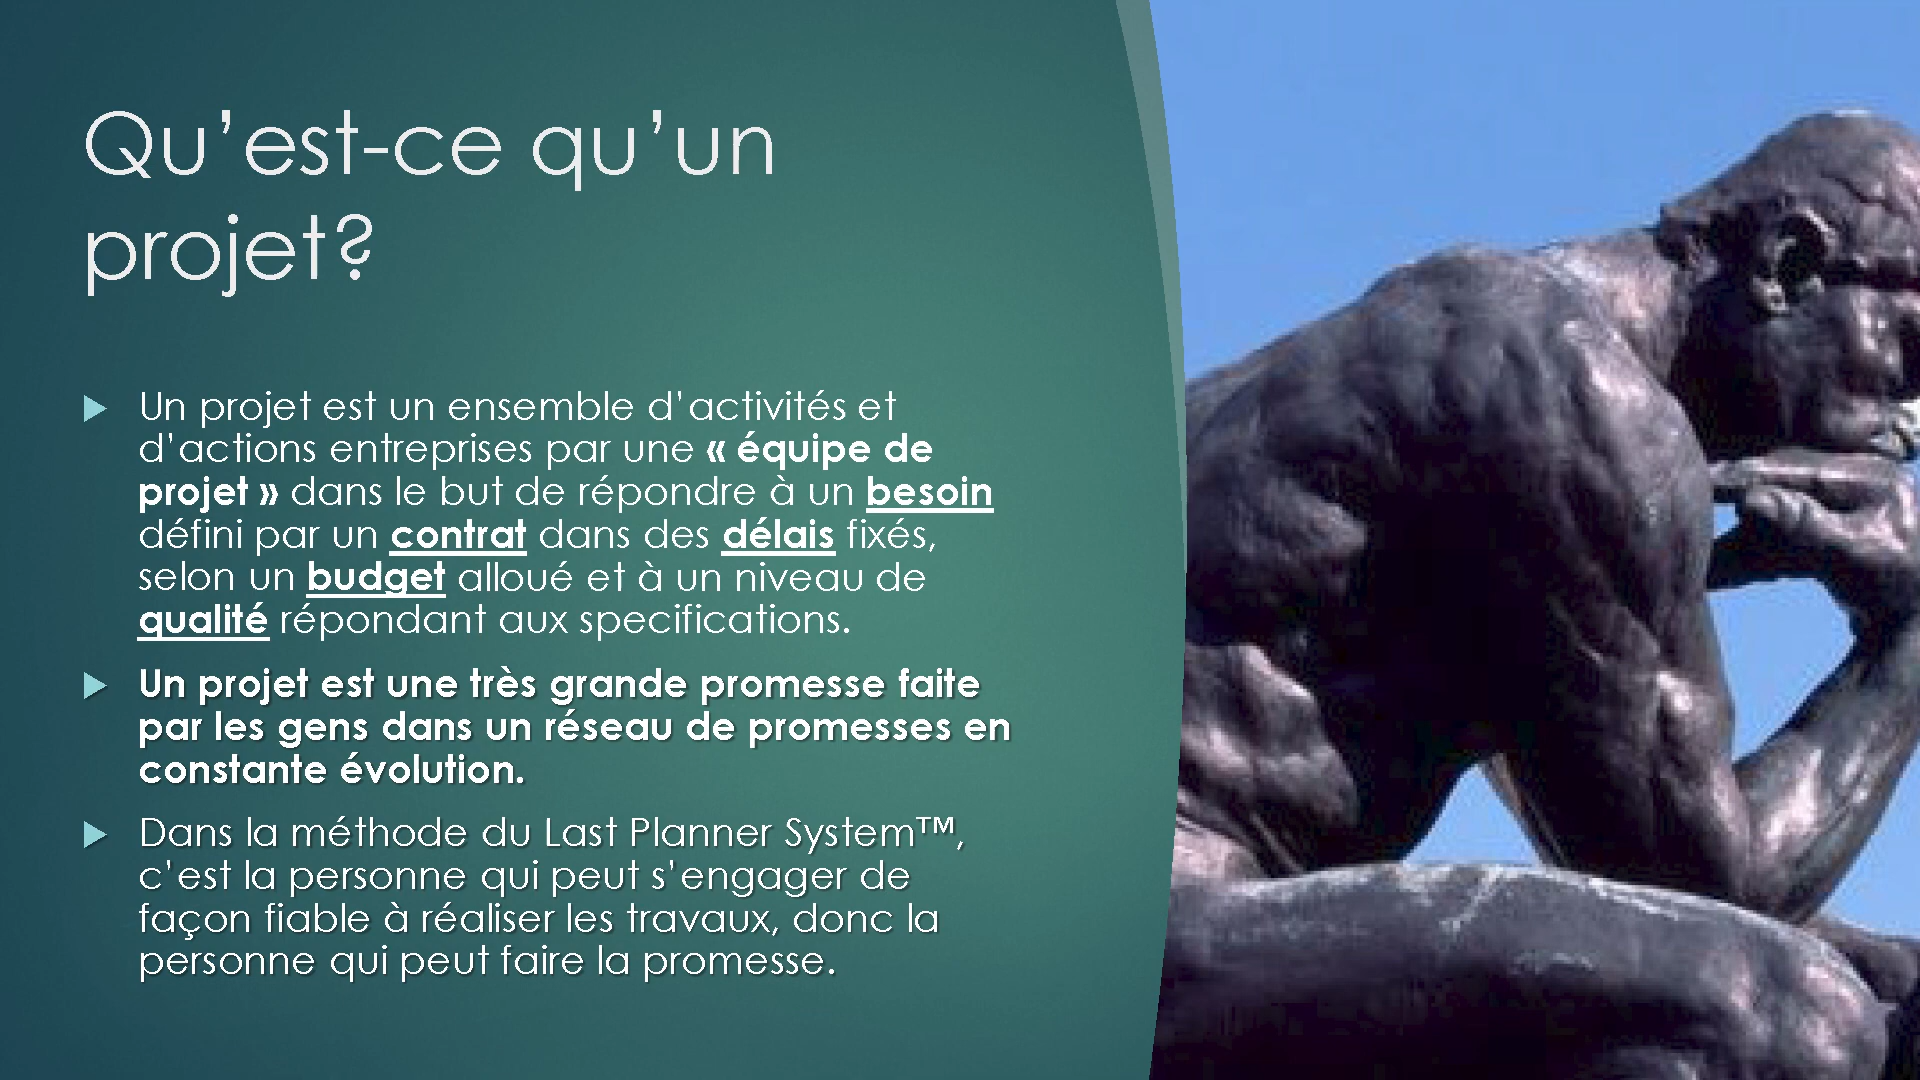 Qu’est-ce qu’un
projet?
Un projet est un ensemble d’activités et
d’actions entreprises par une « équipe de
projet » dans le but de répondre à un besoin
défini par un contrat dans des délais fixés,
selon un budget alloué et à un niveau de
qualité répondant aux specifications.
Un projet est une très grande promesse faite
par les gens dans un réseau de promesses en
constante évolution.
Dans la méthode du Last Planner System™,
c’est la personne qui peut s’engager de
façon fiable à réaliser les travaux, donc la
personne qui peut faire la promesse.